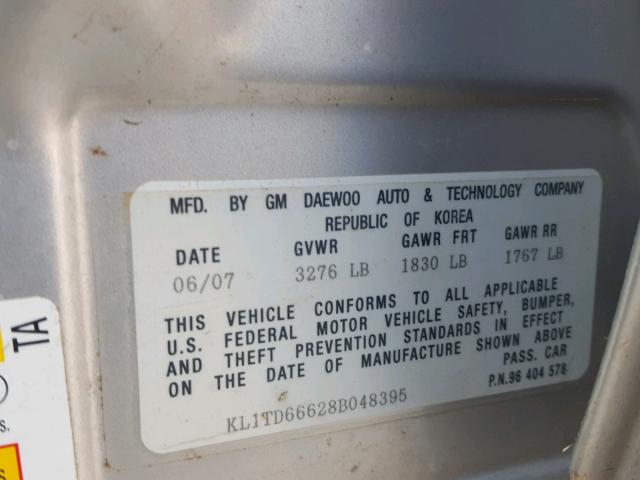 MFD. BY GM DAEWOO AUTO & TECHNOLOGY COMPANY
REPUBLIC OF KOREA
DATE GVWR GAWR FRT GAWR RR
06/07 3276 LB 1830 LB 1767 LB
THIS VEHICLE CONFORMS TO ALL APPLICABLE
U.S. FEDERAL MOTOR VEHICLE SAFETY, BUMPER,
AND THEFT PREVENTION STANDARDS IN EFFECT
ON THE DATE OF MANUFACTURE SHOWN ABOVE
PASS. CAR
P.N.96 404 578
KL1TD66628B048395
TA